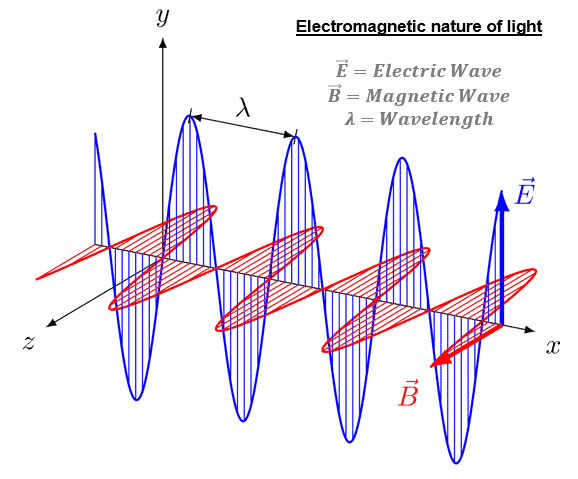 Electromagnetic nature of light
y
E⃗ = Electric Wave
B⃗ = Magnetic Wave
λ = Wavelength
λ
E⃗
z
x
B⃗